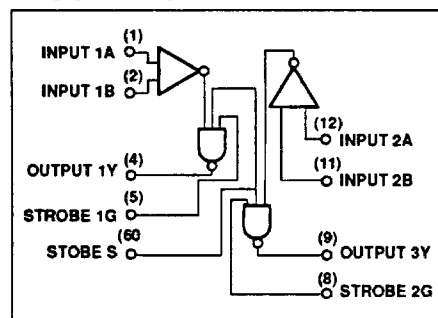 INPUT 1A (1)
INPUT 1B (2)
(12)
INPUT 2A
(11)
INPUT 2B
OUTPUT 1Y (4)
STROBE 1G (5)
STOBE S (60
(9)
OUTPUT 3Y
(8)
STROBE 2G